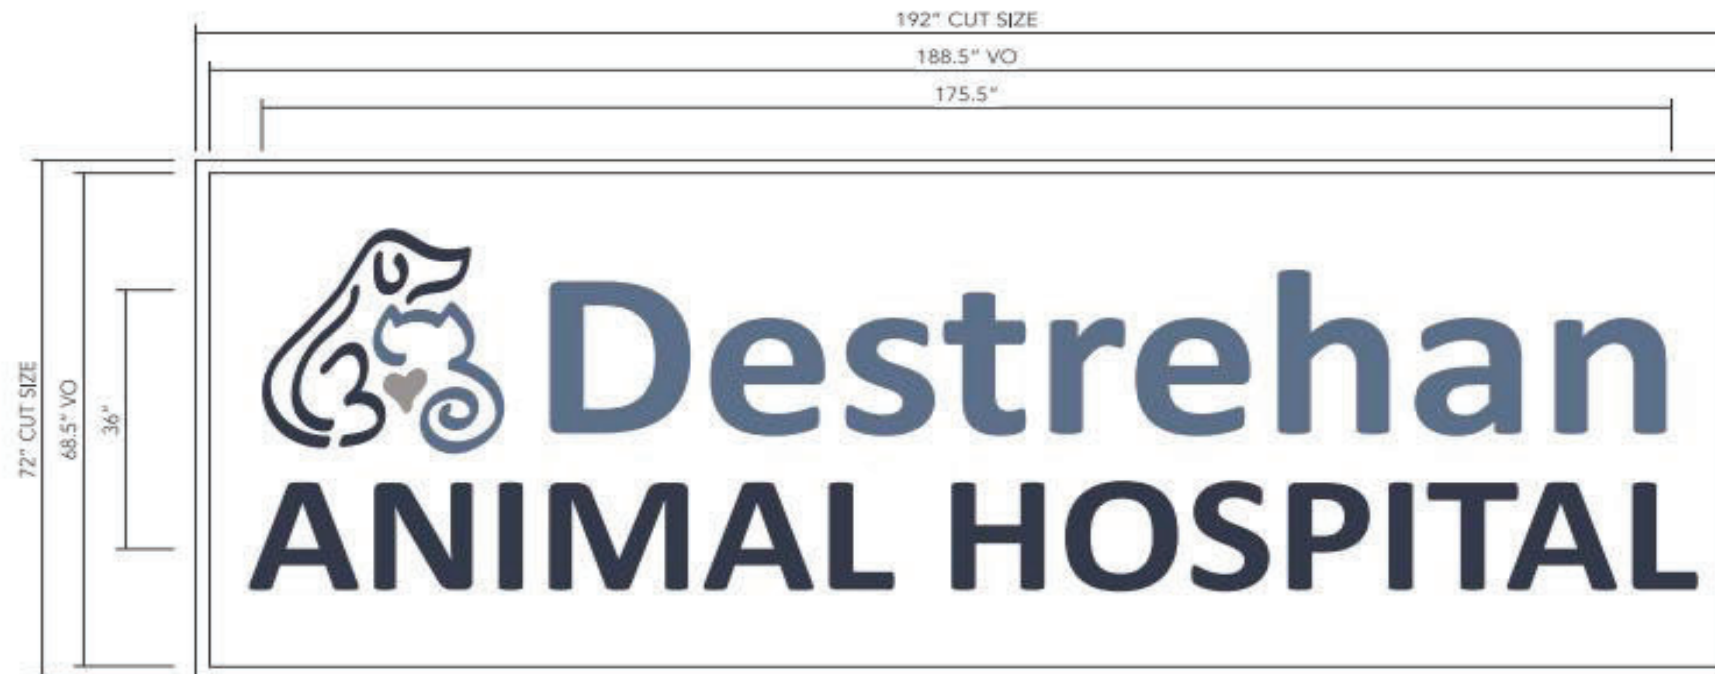 192" CUT SIZE
188.5" VO
175.5"
72" CUT SIZE
68.5" VO
36"
Destrehan
ANIMAL HOSPITAL